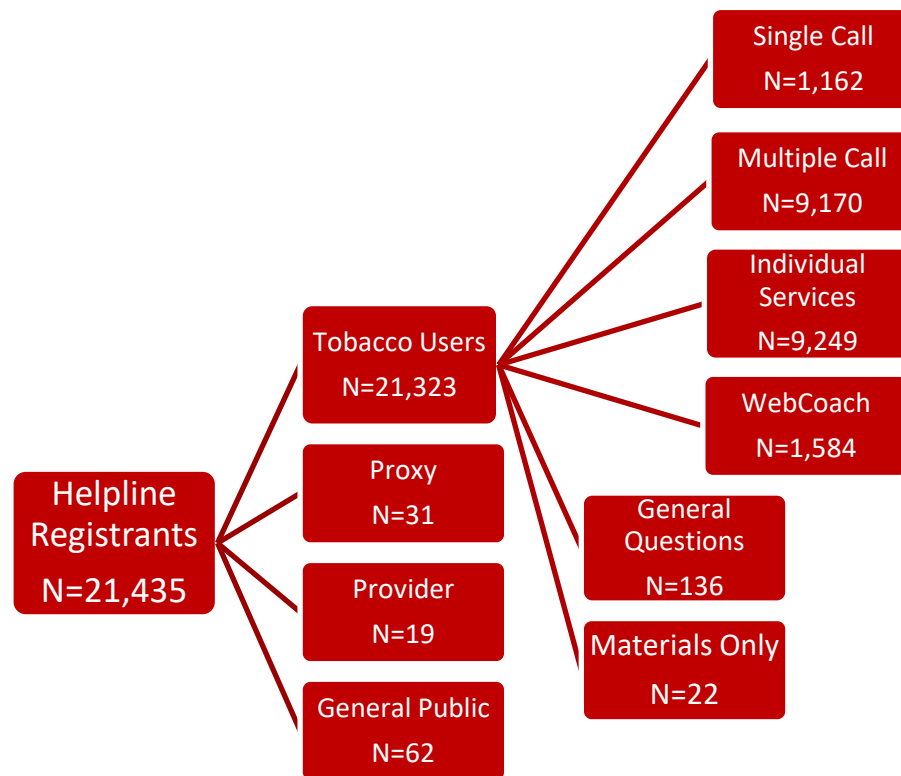 Single Call
N=1,162
Multiple Call
N=9,170
Individual
Services
N=9,249
WebCoach
N=1,584
General
Questions
N=136
Materials Only
N=22
Tobacco Users
N=21,323
Proxy
N=31
Provider
N=19
General Public
N=62
Helpline
Registrants
N=21,435